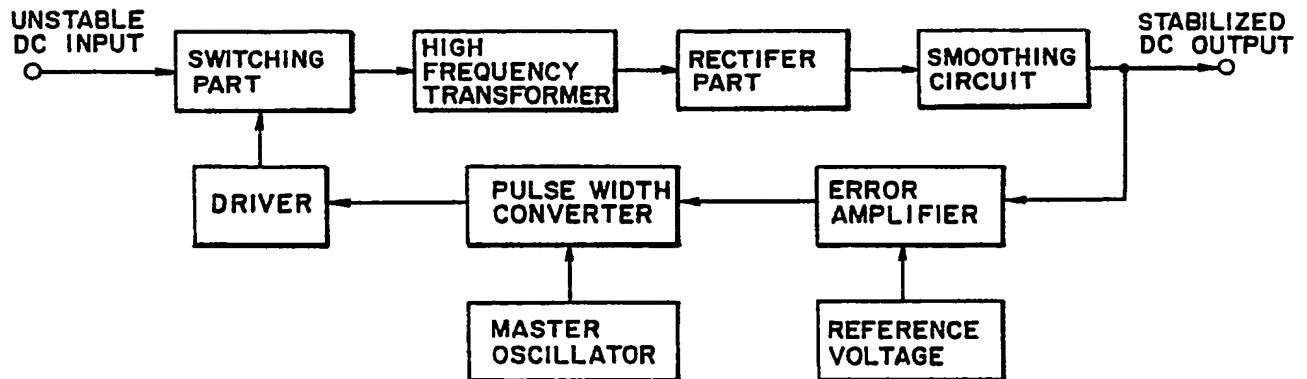 UNSTABLE
DC INPUT
SWITCHING
PART
HIGH
FREQUENCY
TRANSFORMER
RECTIFER
PART
SMOOTHING
CIRCUIT
STABILIZED
DC OUTPUT
DRIVER
PULSE WIDTH
CONVERTER
ERROR
AMPLIFIER
MASTER
OSCILLATOR
REFERENCE
VOLTAGE